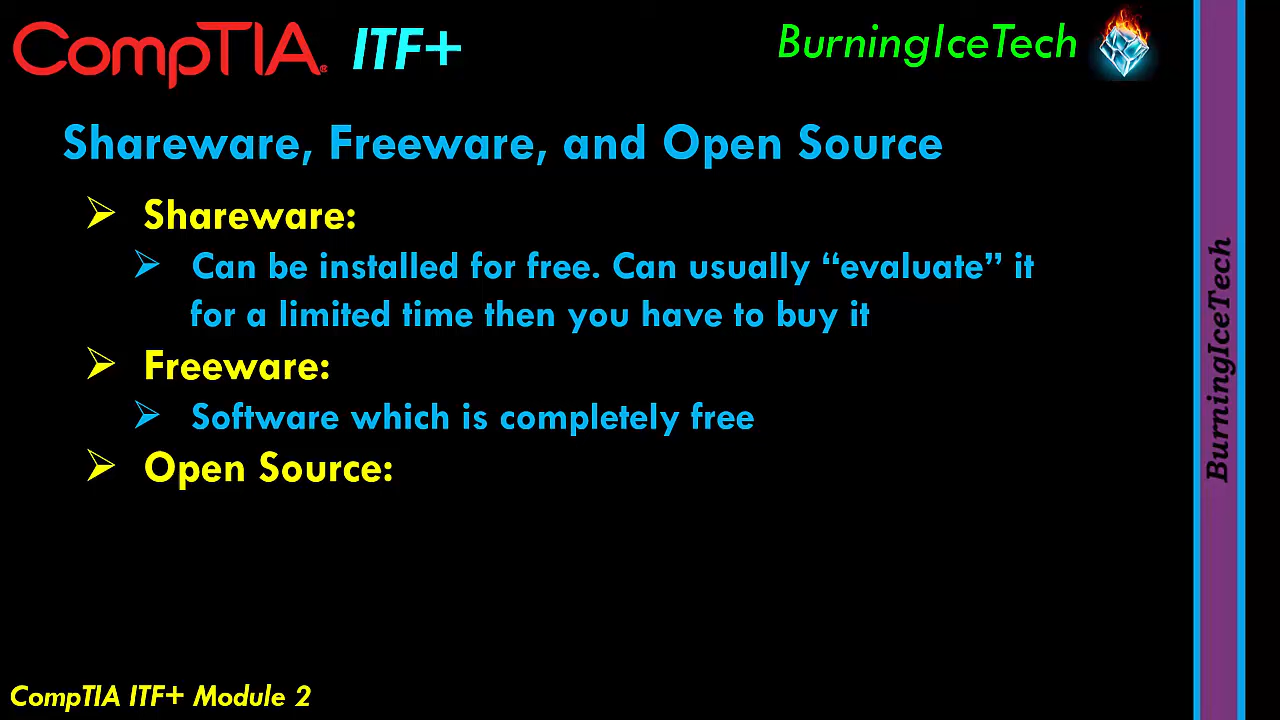 CompTIA® ITF+
BurningIceTech
Shareware, Freeware, and Open Source
➢ Shareware:
➢ Can be installed for free. Can usually “evaluate” it
for a limited time then you have to buy it
➢ Freeware:
➢ Software which is completely free
➢ Open Source:
BurningIceTech
CompTIA ITF+ Module 2